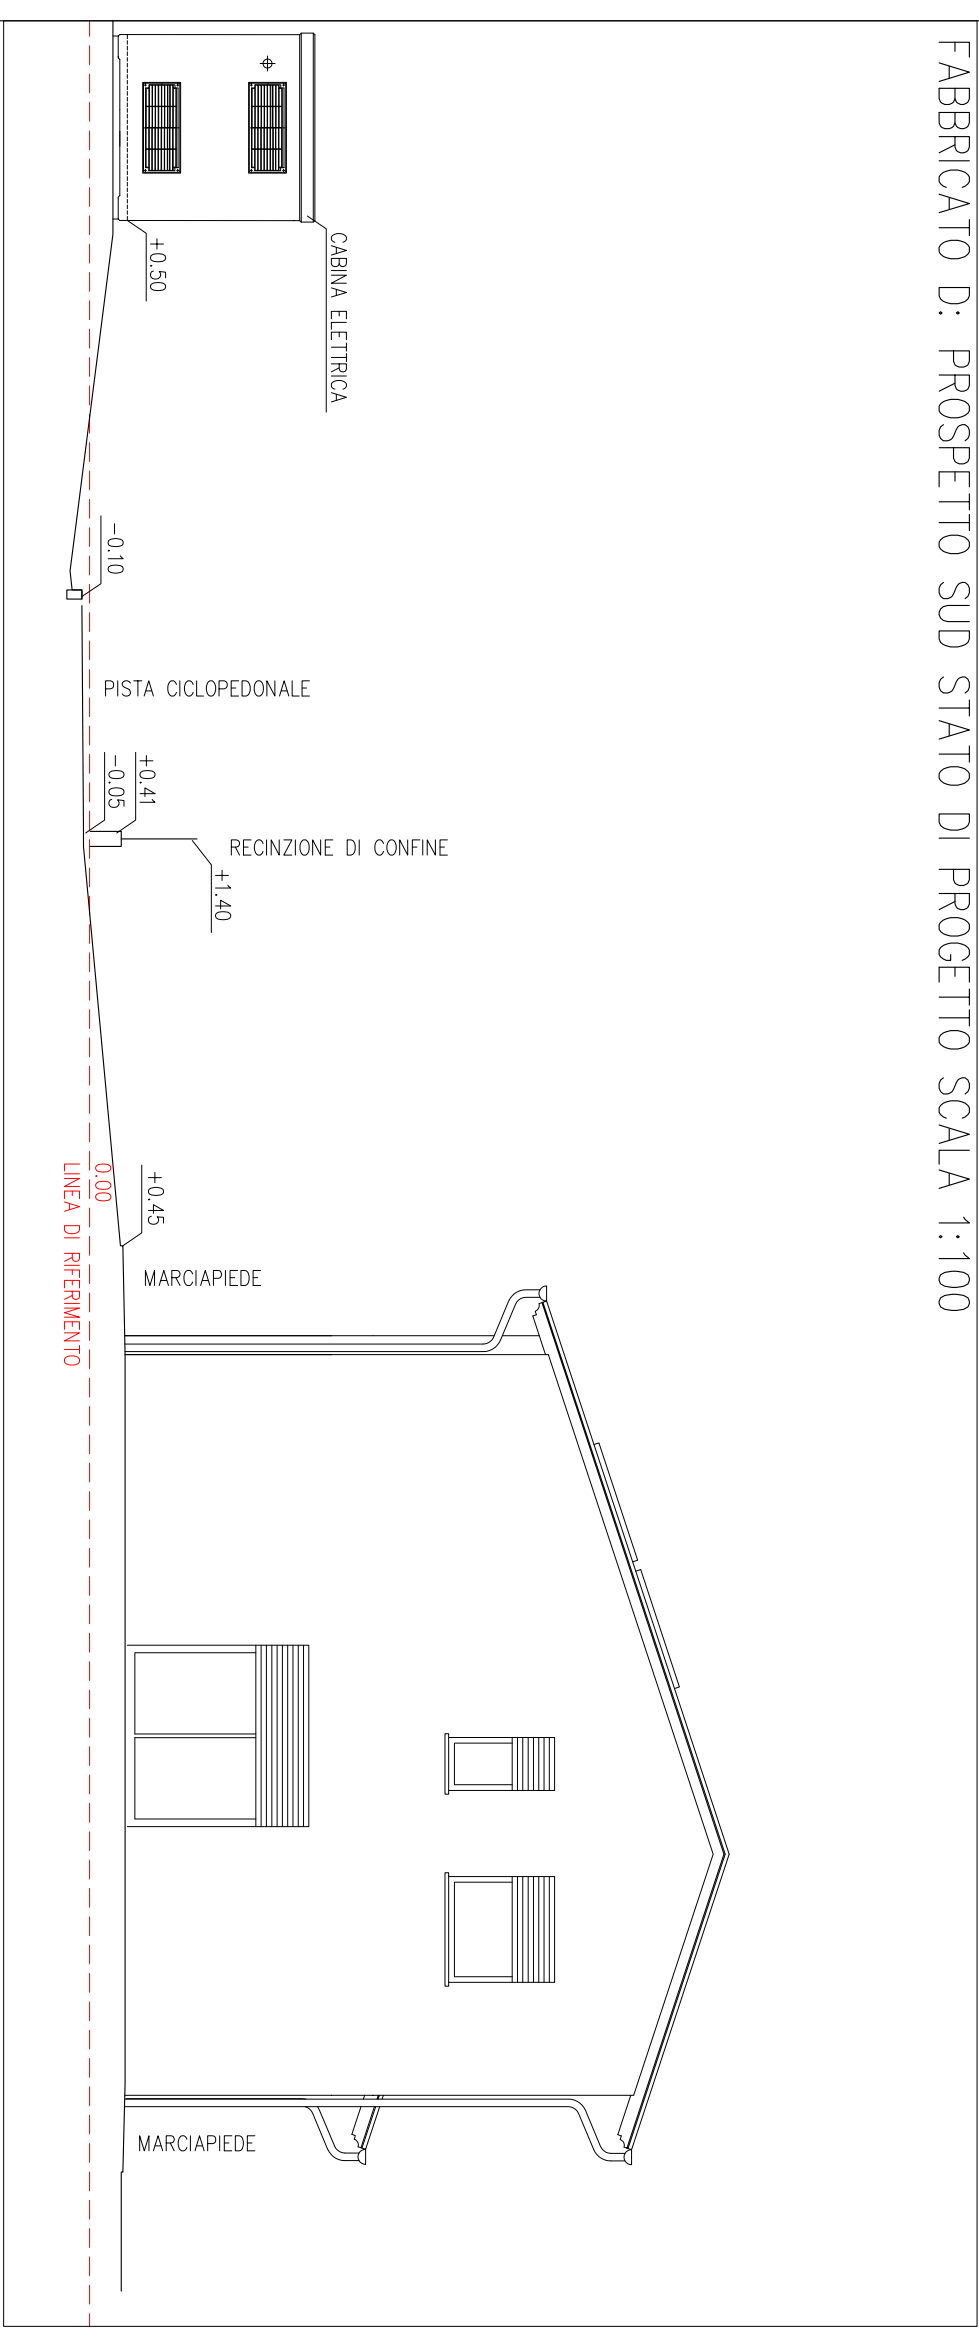 FABBRICATO D: PROSPETTO SUD STATO DI PROGETTO SCALA 1:100
CABINA ELETTRICA
+0.50
-0.10
PISTA CICLOPEDONALE
+0.41
-0.05
RECINZIONE DI CONFINE
+1.40
+0.45
0.00
LINEA DI RIFERIMENTO
MARCIAPIEDE
MARCIAPIEDE